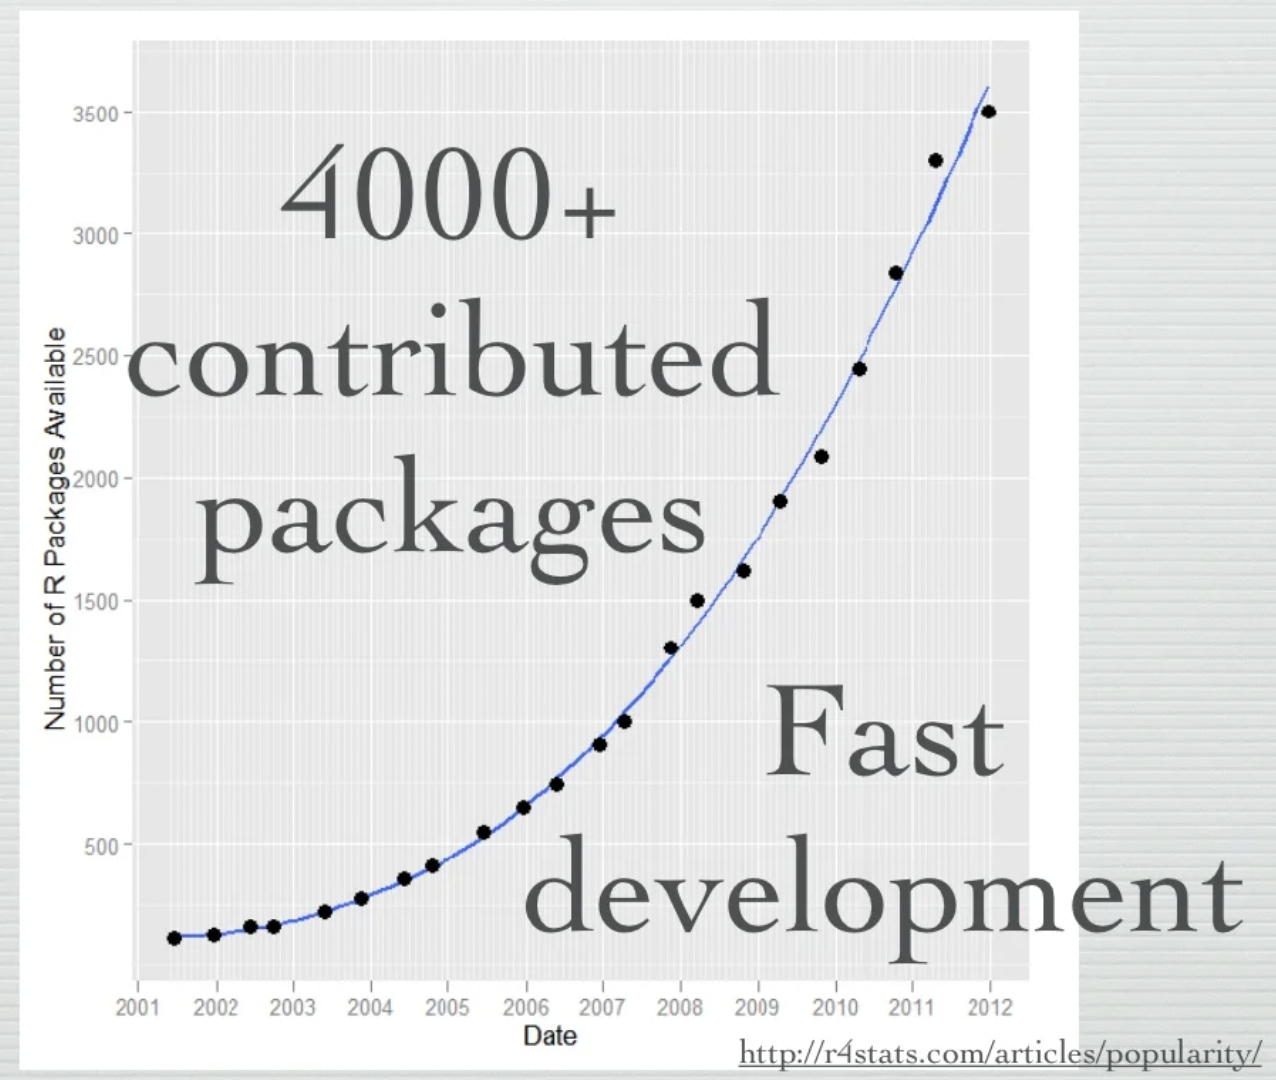 3500
3000
2500
2000
1500
1000
500
Number of R Packages Available
4000+
contributed
packages
Fast
development
2001 2002 2003 2004 2005 2006 2007 2008 2009 2010 2011 2012
Date
http://r4stats.com/articles/popularity/